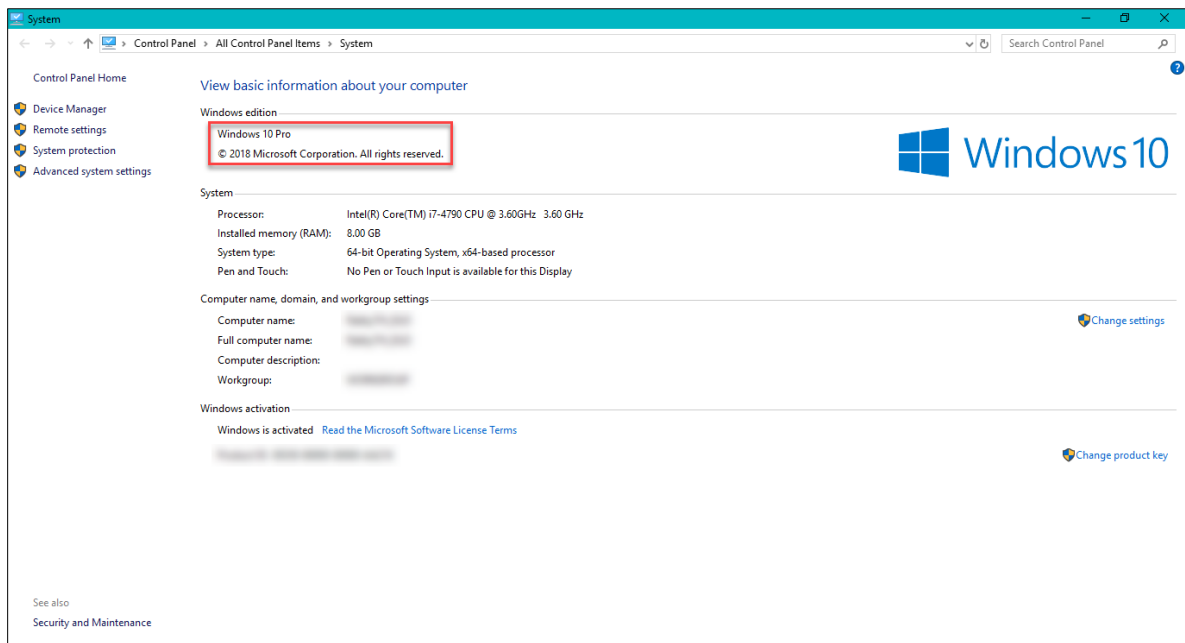 System
Control Panel > All Control Panel Items > System
Search Control Panel
Control Panel Home
Device Manager
Remote settings
System protection
Advanced system settings
View basic information about your computer
Windows edition
Windows 10 Pro
© 2018 Microsoft Corporation. All rights reserved.
Windows 10
System
Processor: Intel(R) Core(TM) i7-4790 CPU @ 3.60GHz 3.60 GHz
Installed memory (RAM): 8.00 GB
System type: 64-bit Operating System, x64-based processor
Pen and Touch: No Pen or Touch Input is available for this Display
Computer name, domain, and workgroup settings
Computer name:
Change settings
Full computer name:
Computer description:
Workgroup:
Windows activation
Windows is activated Read the Microsoft Software License Terms
Change product key
See also
Security and Maintenance